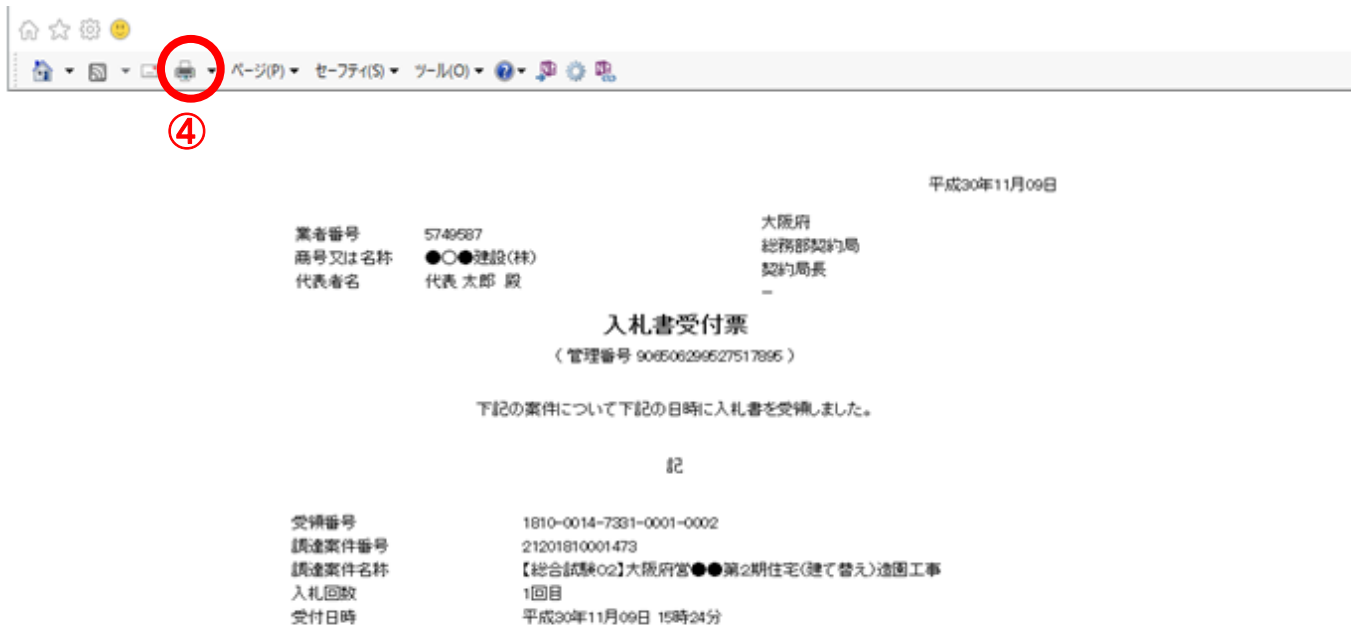 ページ(P) セーフティ(S) ツール(O)
④
平成30年11月09日
業者番号 5749587
商号又は名称 ●○●建設(株)
代表者名 代表 太郎 殿
大阪府
総務部契約局
契約局長
－
入札書受付票
（ 管理番号 906506299527517895 ）
下記の案件について下記の日時に入札書を受領しました。
記
受領番号 1810-0014-7331-0001-0002
調達案件番号 21201810001473
調達案件名称 【総合試験02】大阪府営●●第2期住宅(建て替え)造園工事
入札回数 1回目
受付日時 平成30年11月09日 15時24分